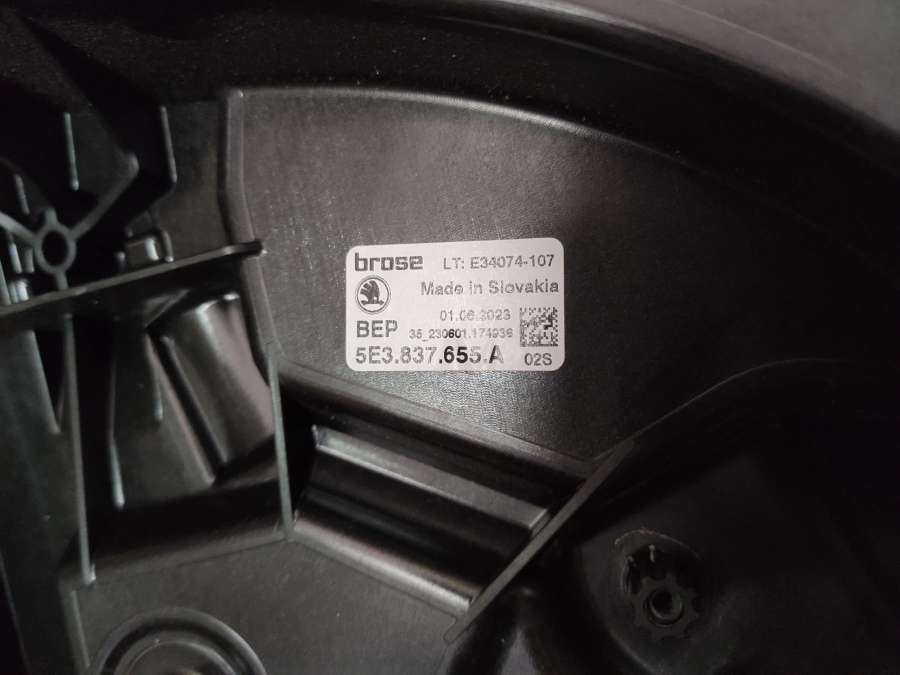 brose LT: E34074-107
Made in Slovakia
01.06.2023
BEP 35_230601.174936
5E3.837.655.A 02S